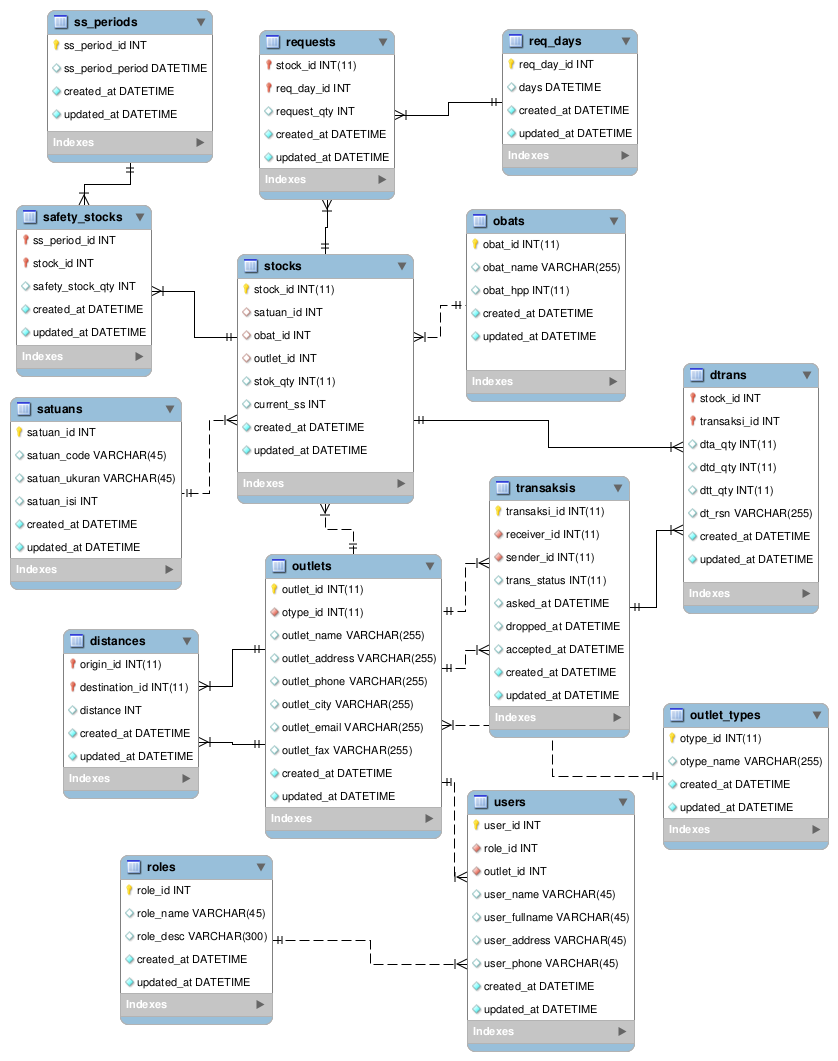 ss_periods
ss_period_id INT
ss_period_period DATETIME
created_at DATETIME
updated_at DATETIME
Indexes
requests
stock_id INT(11)
req_day_id INT
request_qty INT
created_at DATETIME
updated_at DATETIME
Indexes
req_days
req_day_id INT
days DATETIME
created_at DATETIME
updated_at DATETIME
Indexes
safety_stocks
ss_period_id INT
stock_id INT
safety_stock_qty INT
created_at DATETIME
updated_at DATETIME
Indexes
stocks
stock_id INT(11)
satuan_id INT
obat_id INT
outlet_id INT
stok_qty INT(11)
current_ss INT
created_at DATETIME
updated_at DATETIME
Indexes
obats
obat_id INT(11)
obat_name VARCHAR(255)
obat_hpp INT(11)
created_at DATETIME
updated_at DATETIME
Indexes
dtrans
stock_id INT
transaksi_id INT
dta_qty INT(11)
dtd_qty INT(11)
dtt_qty INT(11)
dt_rsn VARCHAR(255)
created_at DATETIME
updated_at DATETIME
Indexes
satuans
satuan_id INT
satuan_code VARCHAR(45)
satuan_ukuran VARCHAR(45)
satuan_isi INT
created_at DATETIME
updated_at DATETIME
Indexes
transaksis
transaksi_id INT(11)
receiver_id INT(11)
sender_id INT(11)
trans_status INT(11)
asked_at DATETIME
dropped_at DATETIME
accepted_at DATETIME
created_at DATETIME
updated_at DATETIME
Indexes
outlets
outlet_id INT(11)
otype_id INT(11)
outlet_name VARCHAR(255)
outlet_address VARCHAR(255)
outlet_phone VARCHAR(255)
outlet_city VARCHAR(255)
outlet_email VARCHAR(255)
outlet_fax VARCHAR(255)
created_at DATETIME
updated_at DATETIME
Indexes
distances
origin_id INT(11)
destination_id INT(11)
distance INT
created_at DATETIME
updated_at DATETIME
Indexes
outlet_types
otype_id INT(11)
otype_name VARCHAR(255)
created_at DATETIME
updated_at DATETIME
Indexes
users
user_id INT
role_id INT
outlet_id INT
user_name VARCHAR(45)
user_fullname VARCHAR(45)
user_address VARCHAR(45)
user_phone VARCHAR(45)
created_at DATETIME
updated_at DATETIME
Indexes
roles
role_id INT
role_name VARCHAR(45)
role_desc VARCHAR(300)
created_at DATETIME
updated_at DATETIME
Indexes